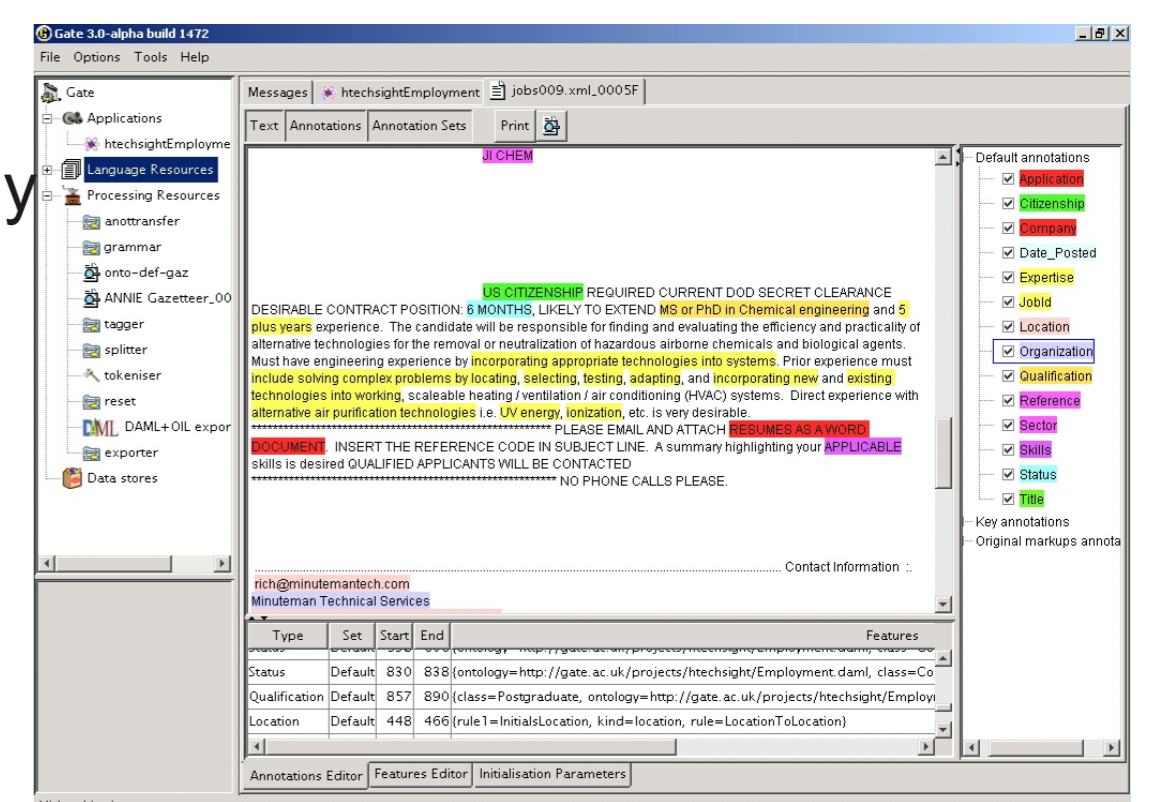 Gate 3.0-alpha build 1472
File Options Tools Help
Gate
Applications
htechsightEmployme
Language Resources
y
Processing Resources
anottransfer
grammar
onto-def-gaz
ANNIE Gazetteer_00
tagger
splitter
tokeniser
reset
DAML DAML+OIL expor
exporter
Data stores
Messages htechsightEmployment jobs009.xml_0005F
Text Annotations Annotation Sets Print
JI CHEM
US CITIZENSHIP REQUIRED CURRENT DOD SECRET CLEARANCE
DESIRABLE CONTRACT POSITION: 6 MONTHS, LIKELY TO EXTEND MS or PhD in Chemical engineering and 5
plus years experience. The candidate will be responsible for finding and evaluating the efficiency and practicality of
alternative technologies for the removal or neutralization of hazardous airborne chemicals and biological agents.
Must have engineering experience by incorporating appropriate technologies into systems. Prior experience must
include solving complex problems by locating, selecting, testing, adapting, and incorporating new and existing
technologies into working, scaleable heating / ventilation / air conditioning (HVAC) systems. Direct experience with
alternative air purification technologies i.e. UV energy, ionization, etc. is very desirable.
******************************************************* PLEASE EMAIL AND ATTACH RESUMES AS A WORD
DOCUMENT. INSERT THE REFERENCE CODE IN SUBJECT LINE. A summary highlighting your APPLICABLE
skills is desired QUALIFIED APPLICANTS WILL BE CONTACTED
******************************************************** NO PHONE CALLS PLEASE.
Contact Information :.
rich@minutemantech.com
Minuteman Technical Services
Default annotations
Application
Citizenship
Company
Date_Posted
Expertise
JobId
Location
Organization
Qualification
Reference
Sector
Skills
Status
Title
Key annotations
Original markups annota
Type Set Start End Features
Status Default 830 838 {ontology=http://gate.ac.uk/projects/htechsight/Employment.daml, class=Co
Qualification Default 857 890 {class=Postgraduate, ontology=http://gate.ac.uk/projects/htechsight/Employ
Location Default 448 466 {rule1=InitialsLocation, kind=location, rule=LocationToLocation}
Annotations Editor Features Editor Initialisation Parameters